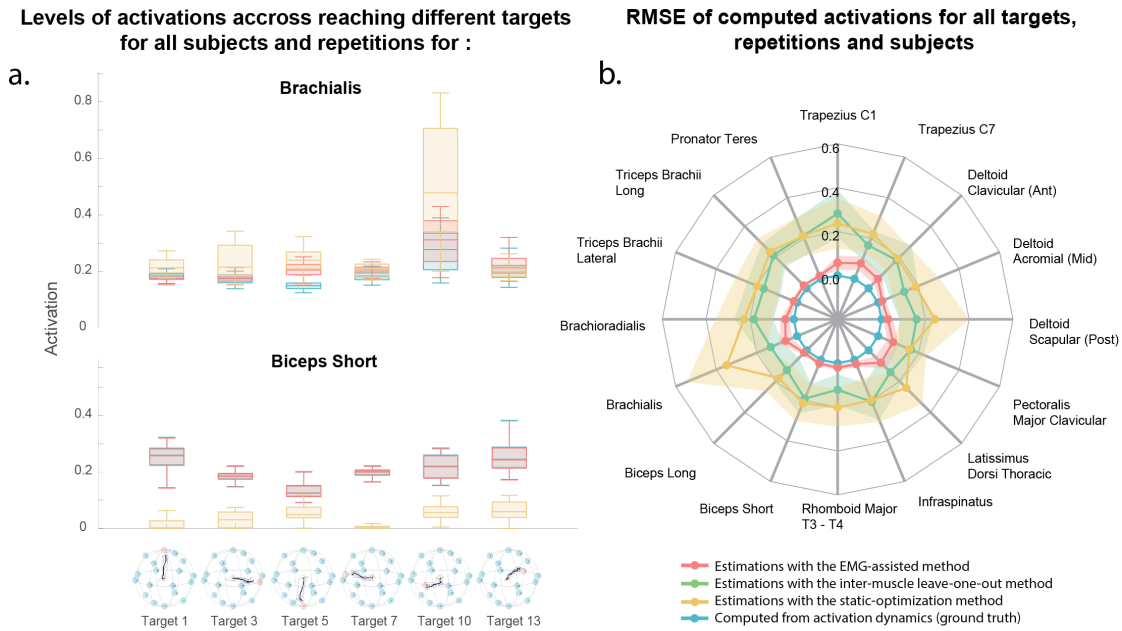 Levels of activations accross reaching different targets
for all subjects and repetitions for :
a.
Brachialis
0.8
0.6
0.4
0.2
0
Activation
Biceps Short
0.4
0.2
0
Target 1
Target 3
Target 5
Target 7
Target 10
Target 13
RMSE of computed activations for all targets,
repetitions and subjects
b.
Trapezius C1
Trapezius C7
Deltoid
Clavicular (Ant)
Deltoid
Acromial (Mid)
Deltoid
Scapular (Post)
Pectoralis
Major Clavicular
Latissimus
Dorsi Thoracic
Infraspinatus
Rhomboid Major
T3 - T4
Biceps Short
Biceps Long
Brachialis
Brachioradialis
Triceps Brachii
Lateral
Triceps Brachii
Long
Pronator Teres
0.6
0.4
0.2
0.0
Estimations with the EMG-assisted method
Estimations with the inter-muscle leave-one-out method
Estimations with the static-optimization method
Computed from activation dynamics (ground truth)